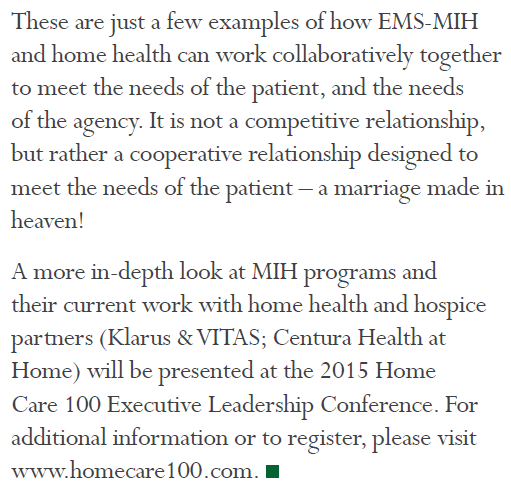 These are just a few examples of how EMS-MIH
and home health can work collaboratively together
to meet the needs of the patient, and the needs
of the agency. It is not a competitive relationship,
but rather a cooperative relationship designed to
meet the needs of the patient – a marriage made in
heaven!
A more in-depth look at MIH programs and
their current work with home health and hospice
partners (Klarus & VITAS; Centura Health at
Home) will be presented at the 2015 Home
Care 100 Executive Leadership Conference. For
additional information or to register, please visit
www.homecare100.com. ■